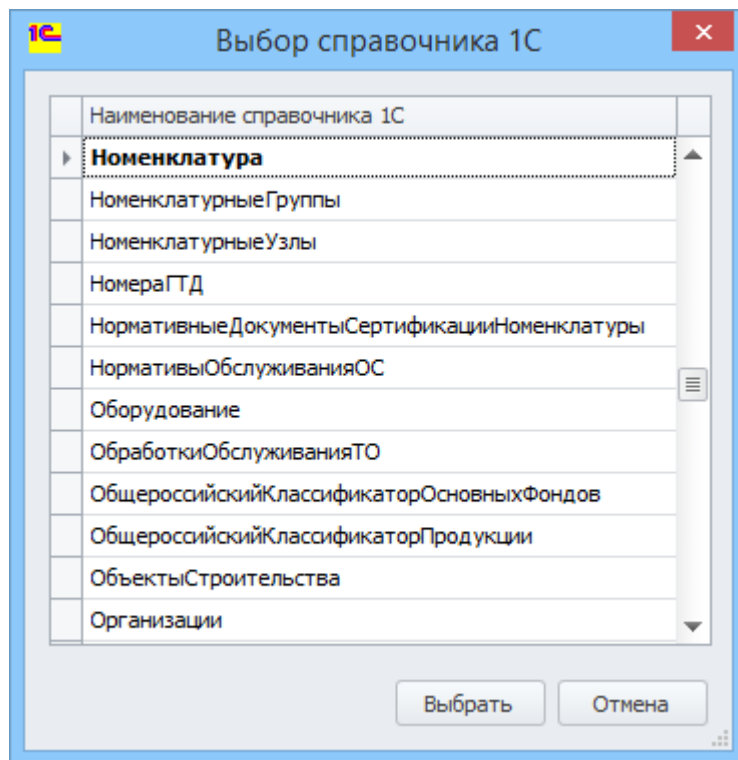 1С
Выбор справочника 1С
Наименование справочника 1С
Номенклатура
НоменклатурныеГруппы
НоменклатурныеУзлы
НомераГТД
НормативныеДокументыСертификацииНоменклатуры
НормативыОбслуживанияОС
Оборудование
ОбработкиОбслуживанияТО
ОбщероссийскийКлассификаторОсновныхФондов
ОбщероссийскийКлассификаторПродукции
ОбъектыСтроительства
Организации
Выбрать
Отмена